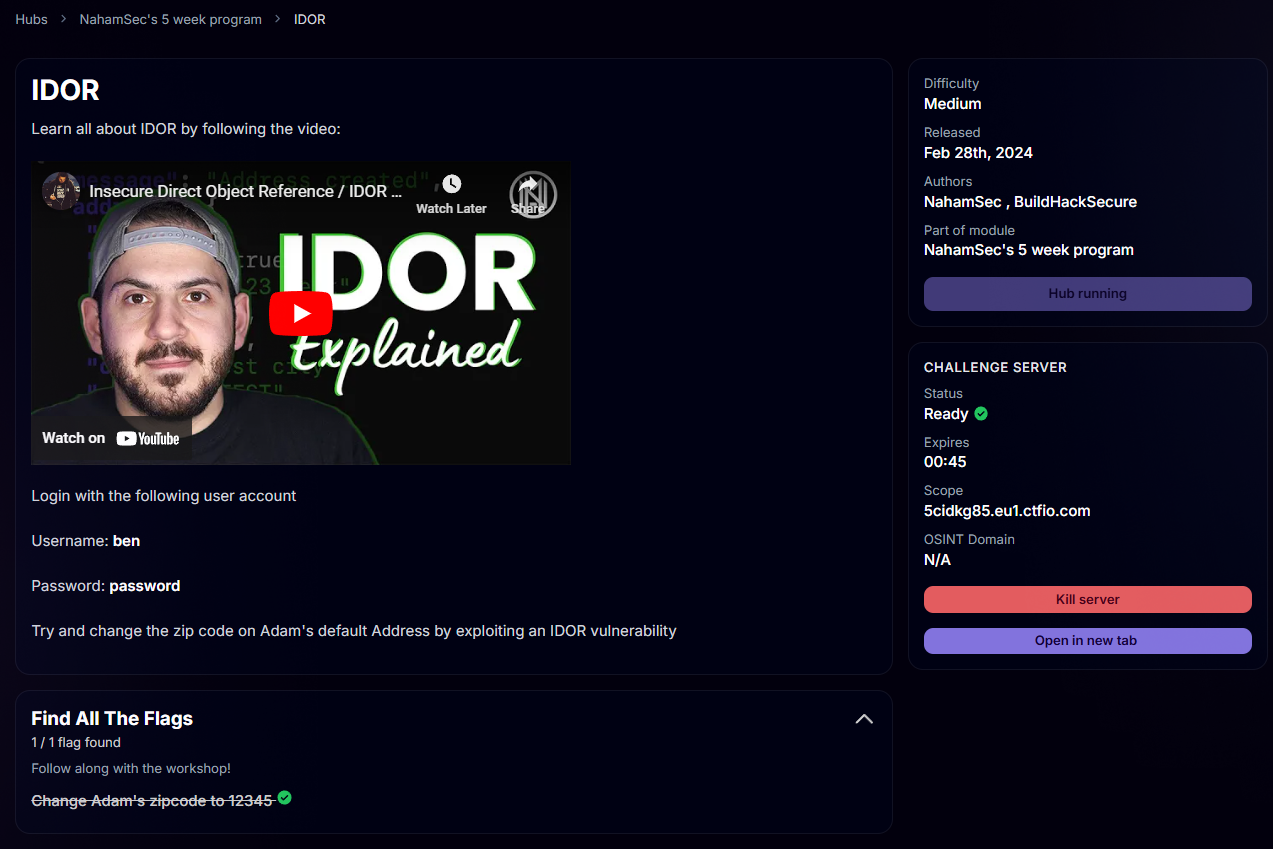 Hubs > NahamSec's 5 week program > IDOR
IDOR
Learn all about IDOR by following the video:
Insecure Direct Object Reference / IDOR ...
Watch Later
Share
message": "Address created",
true
123
IDOR
Explained
Watch on YouTube
Login with the following user account
Username: ben
Password: password
Try and change the zip code on Adam's default Address by exploiting an IDOR vulnerability
Find All The Flags
1 / 1 flag found
Follow along with the workshop!
Change Adam's zipcode to 12345
Difficulty
Medium
Released
Feb 28th, 2024
Authors
NahamSec , BuildHackSecure
Part of module
NahamSec's 5 week program
Hub running
CHALLENGE SERVER
Status
Ready
Expires
00:45
Scope
5cidkg85.eu1.ctfio.com
OSINT Domain
N/A
Kill server
Open in new tab